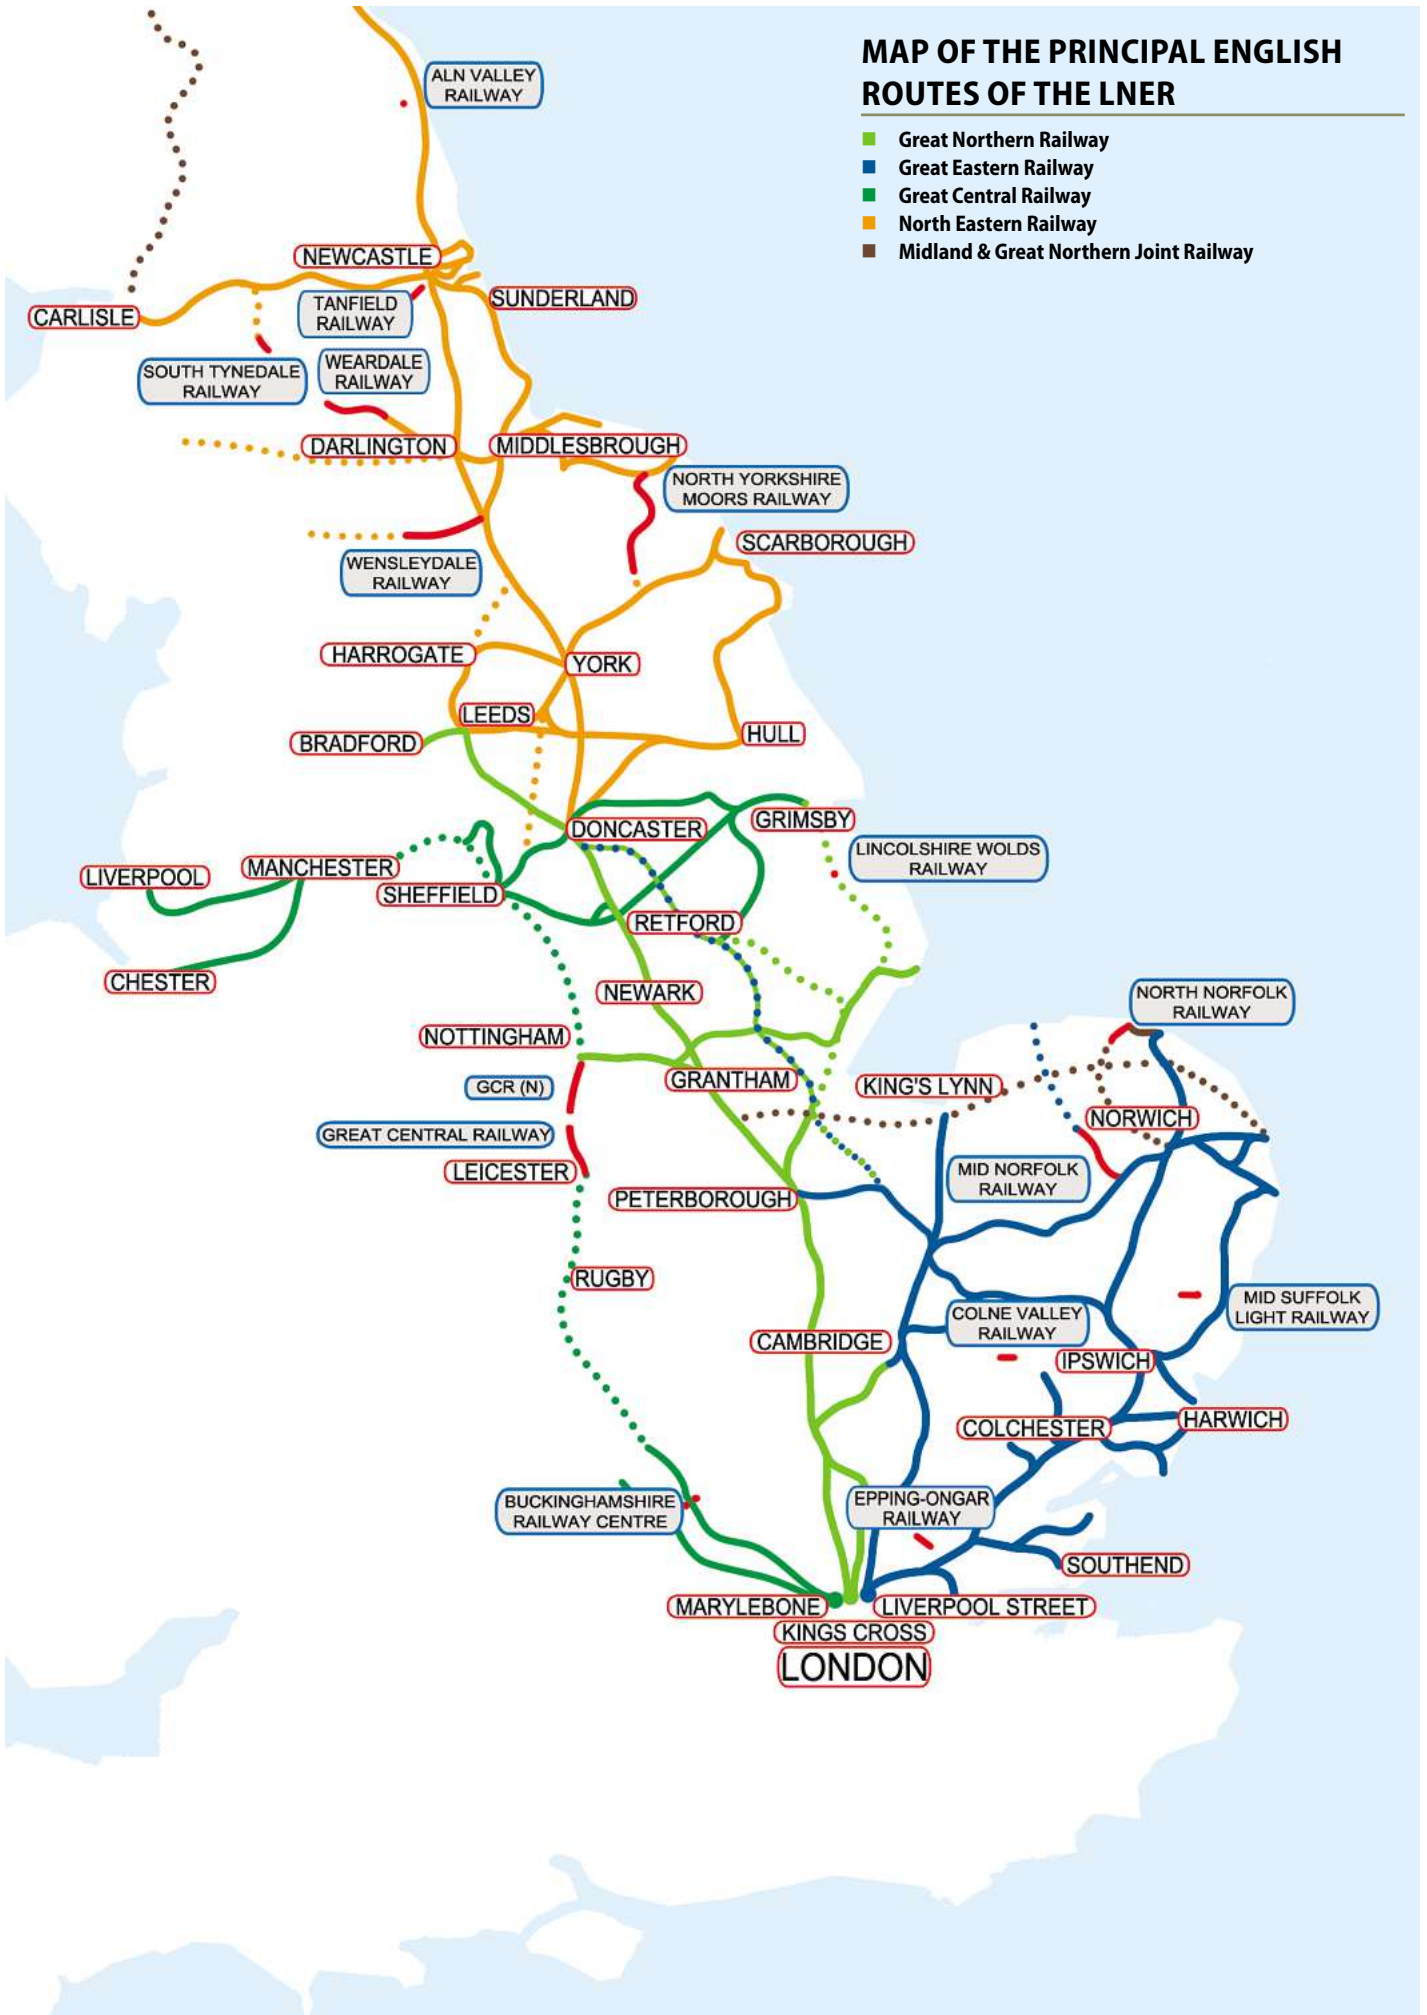 MAP OF THE PRINCIPAL ENGLISH
ROUTES OF THE LNER
Great Northern Railway
Great Eastern Railway
Great Central Railway
North Eastern Railway
Midland & Great Northern Joint Railway
ALN VALLEY
RAILWAY
NEWCASTLE
SUNDERLAND
TANFIELD
RAILWAY
CARLISLE
SOUTH TYNEDALE
RAILWAY
WEARDALE
RAILWAY
DARLINGTON
MIDDLESBROUGH
NORTH YORKSHIRE
MOORS RAILWAY
SCARBOROUGH
WENSLEYDALE
RAILWAY
HARROGATE
YORK
LEEDS
HULL
BRADFORD
DONCASTER
GRIMSBY
LINCOLSHIRE WOLDS
RAILWAY
LIVERPOOL
MANCHESTER
SHEFFIELD
RETFORD
CHESTER
NEWARK
NORTH NORFOLK
RAILWAY
NOTTINGHAM
GRANTHAM
KING'S LYNN
GCR (N)
NORWICH
GREAT CENTRAL RAILWAY
LEICESTER
MID NORFOLK
RAILWAY
PETERBOROUGH
RUGBY
MID SUFFOLK
LIGHT RAILWAY
COLNE VALLEY
RAILWAY
CAMBRIDGE
IPSWICH
HARWICH
COLCHESTER
BUCKINGHAMSHIRE
RAILWAY CENTRE
EPPING-ONGAR
RAILWAY
SOUTHEND
MARYLEBONE
LIVERPOOL STREET
KINGS CROSS
LONDON